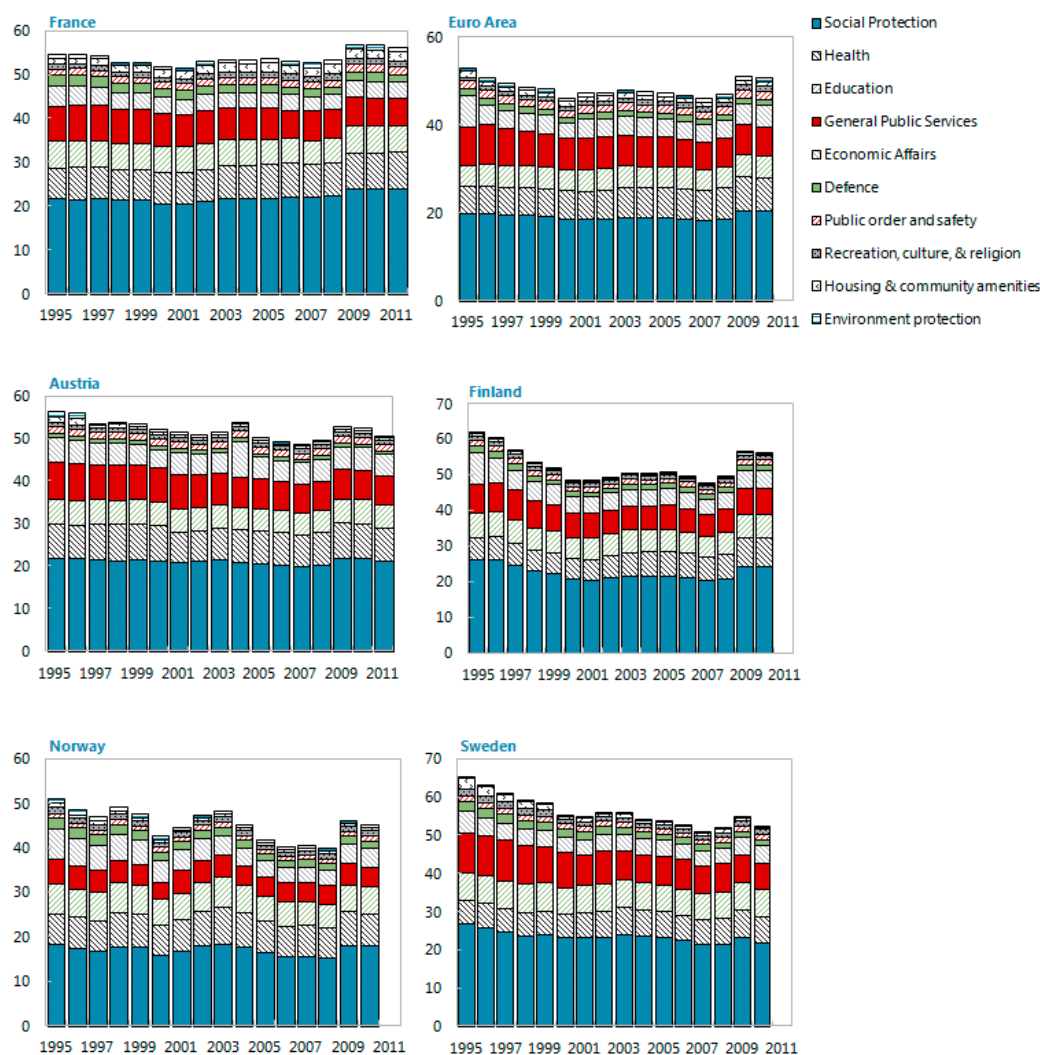 France
60
50
40
30
20
10
0
1995 1997 1999 2001 2003 2005 2007 2009 2011
Euro Area
60
40
20
0
1995 1997 1999 2001 2003 2005 2007 2009 2011
Social Protection
Health
Education
General Public Services
Economic Affairs
Defence
Public order and safety
Recreation, culture, & religion
Housing & community amenities
Environment protection
Austria
60
50
40
30
20
10
0
1995 1997 1999 2001 2003 2005 2007 2009 2011
Finland
70
60
50
40
30
20
10
0
1995 1997 1999 2001 2003 2005 2007 2009 2011
Norway
60
50
40
30
20
10
0
1995 1997 1999 2001 2003 2005 2007 2009 2011
Sweden
70
60
50
40
30
20
10
0
1995 1997 1999 2001 2003 2005 2007 2009 2011